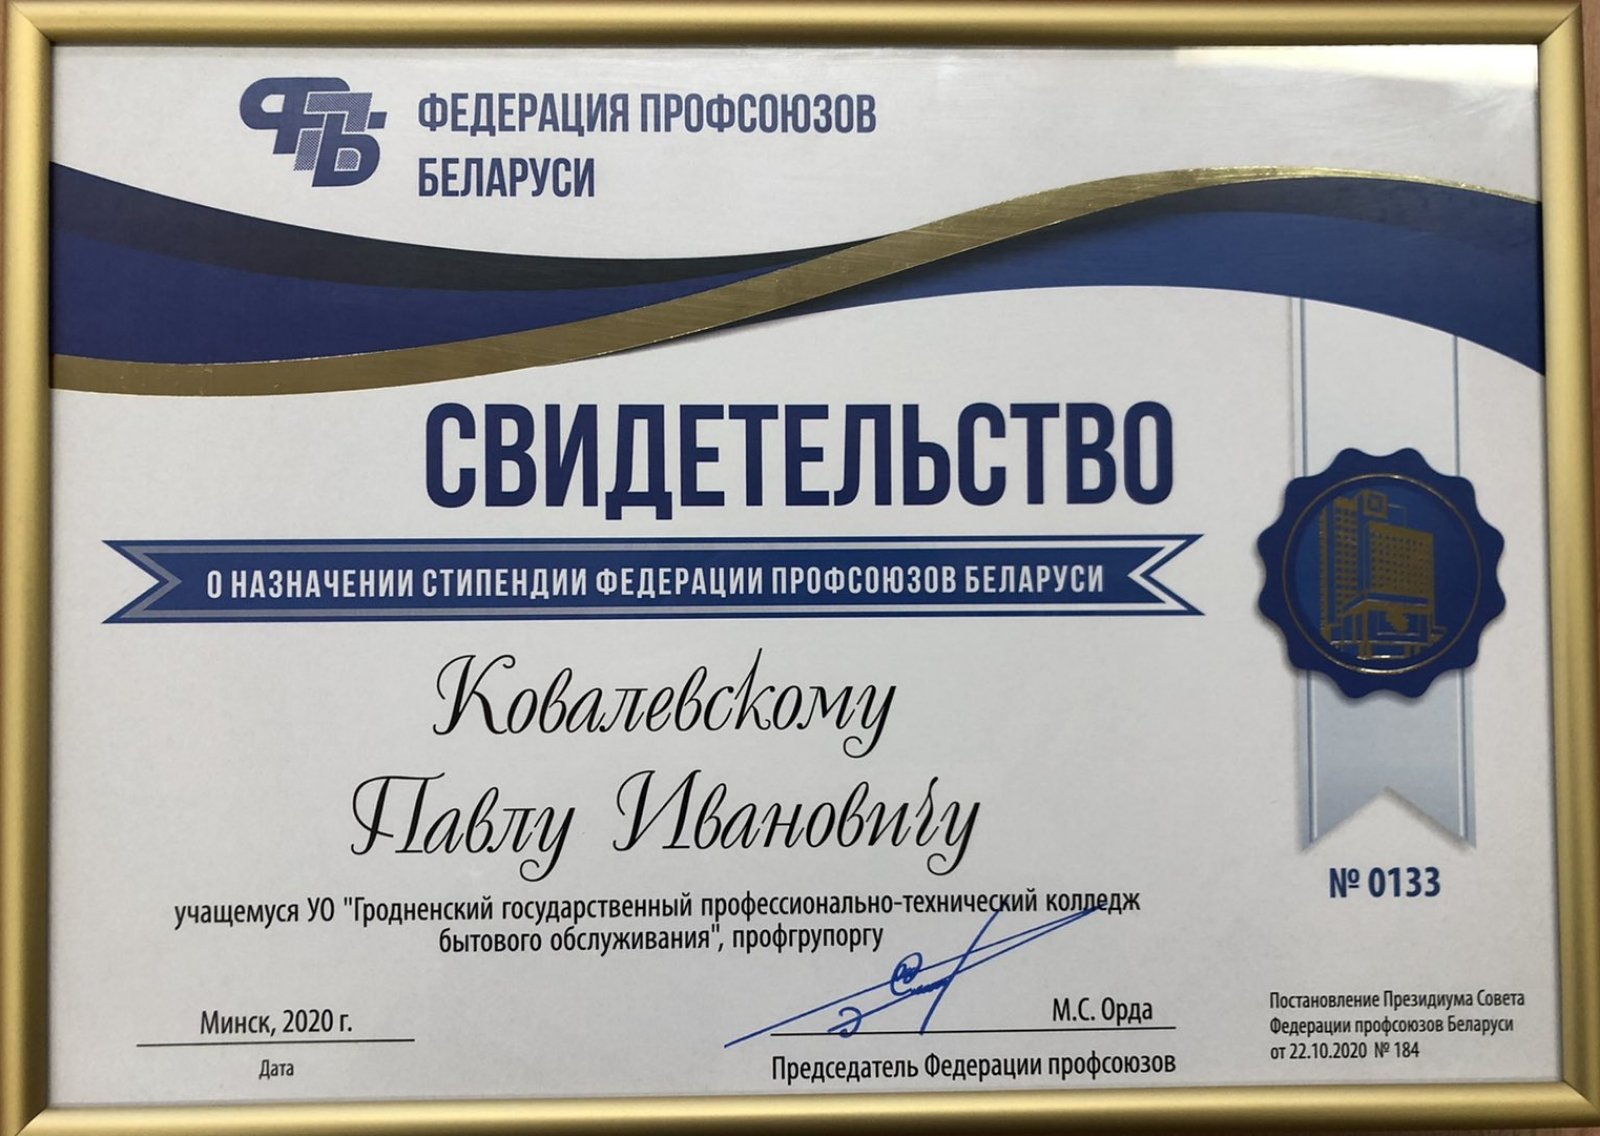 ФПБ
ФЕДЕРАЦИЯ ПРОФСОЮЗОВ
БЕЛАРУСИ
СВИДЕТЕЛЬСТВО
О НАЗНАЧЕНИИ СТИПЕНДИИ ФЕДЕРАЦИИ ПРОФСОЮЗОВ БЕЛАРУСИ
Ковалевскому
Павлу Ивановичу
учащемуся УО "Гродненский государственный профессионально-технический колледж
бытового обслуживания", профгрупоргу
№ 0133
Минск, 2020 г.
Дата
М.С. Орда
Председатель Федерации профсоюзов
Постановление Президиума Совета
Федерации профсоюзов Беларуси
от 22.10.2020 № 184